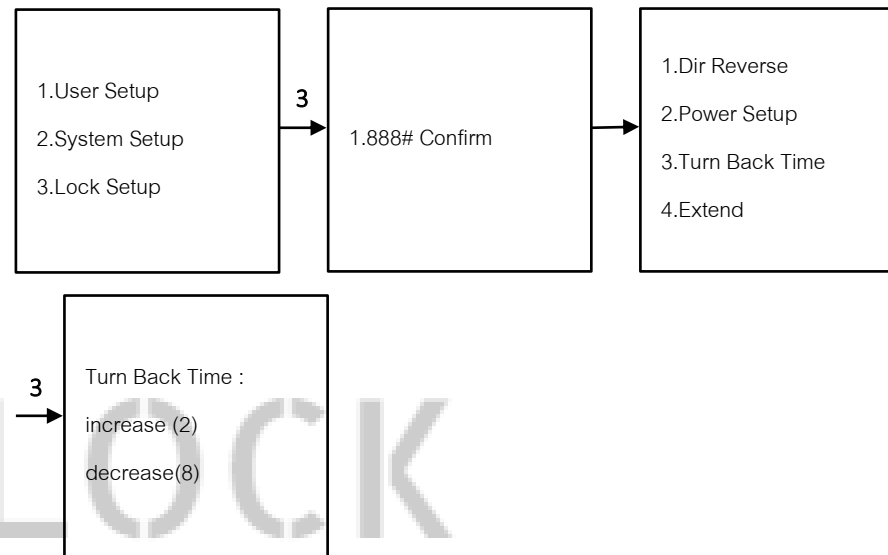 1.User Setup
2.System Setup
3.Lock Setup
3
1.888# Confirm
1.Dir Reverse
2.Power Setup
3.Turn Back Time
4.Extend
3
Turn Back Time :
increase (2)
decrease(8)
LOCK